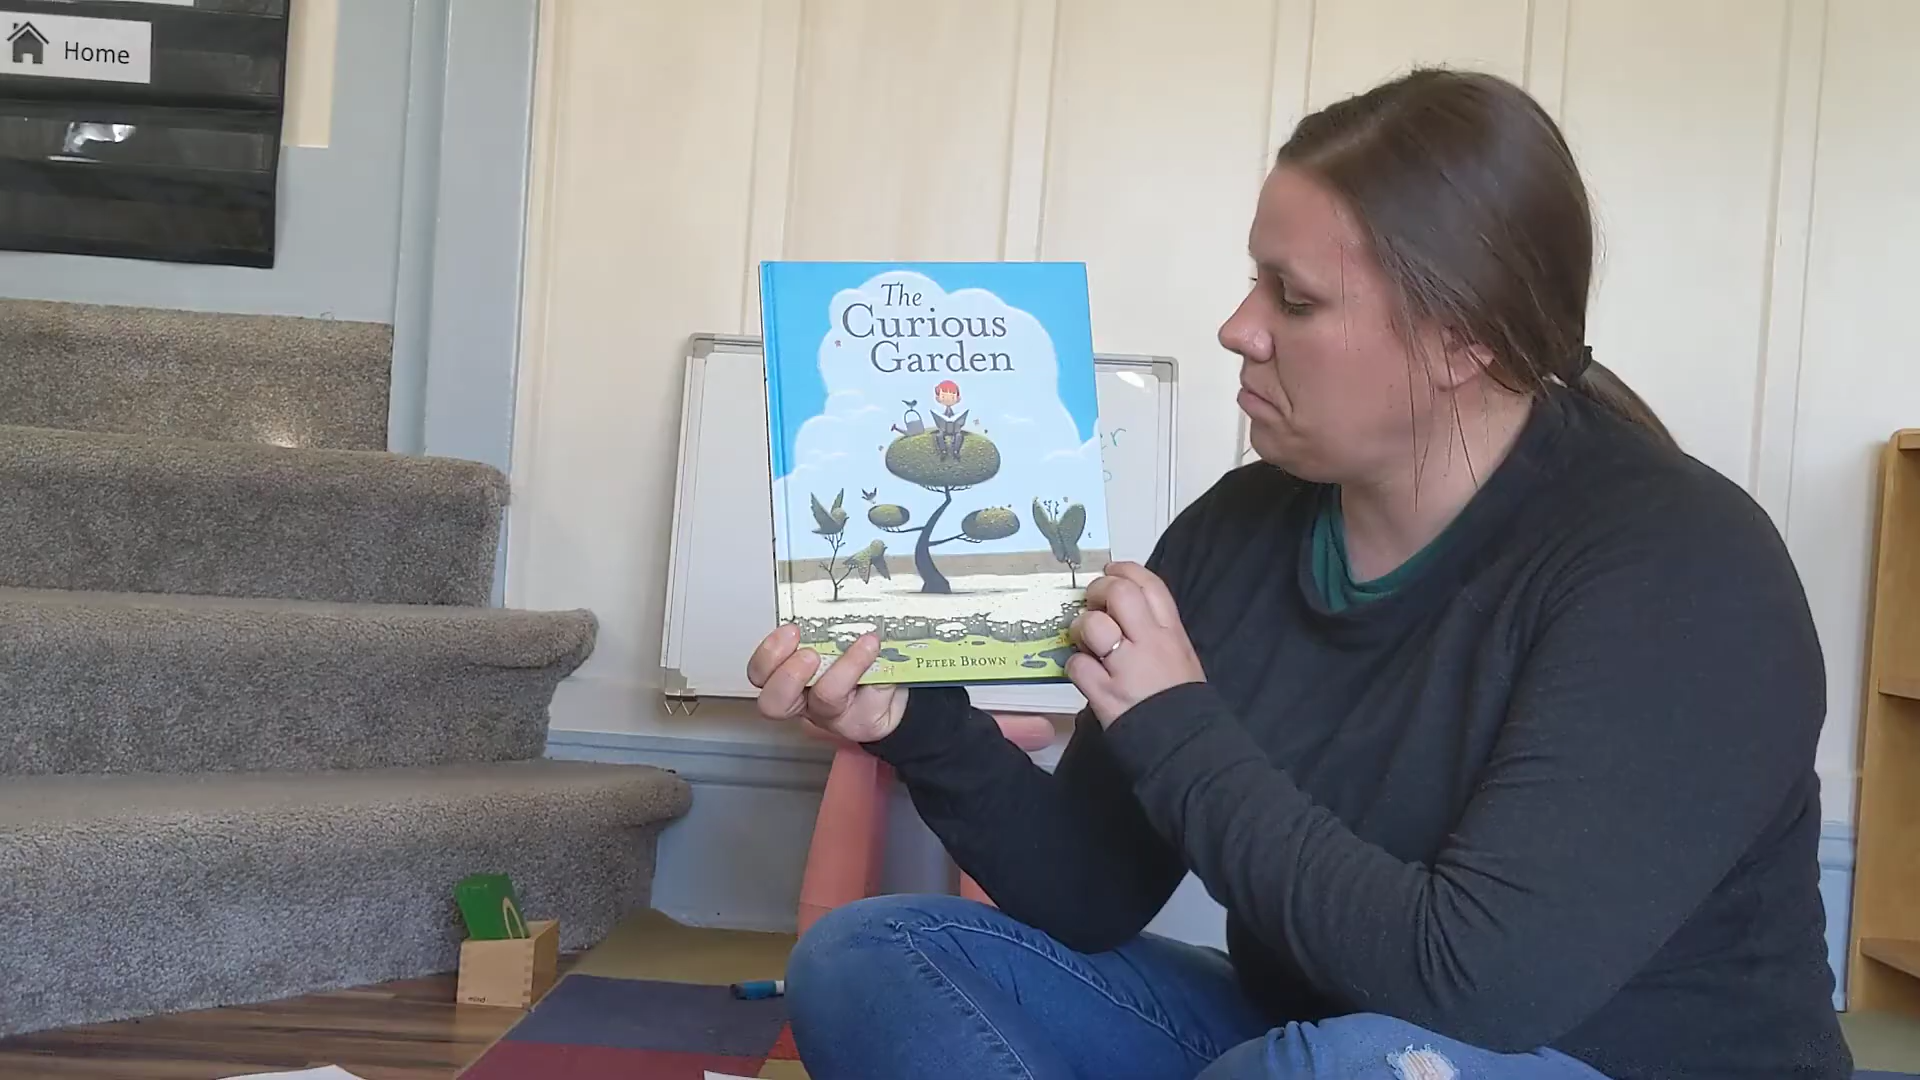 Home
The
Curious
Garden
PETER BROWN